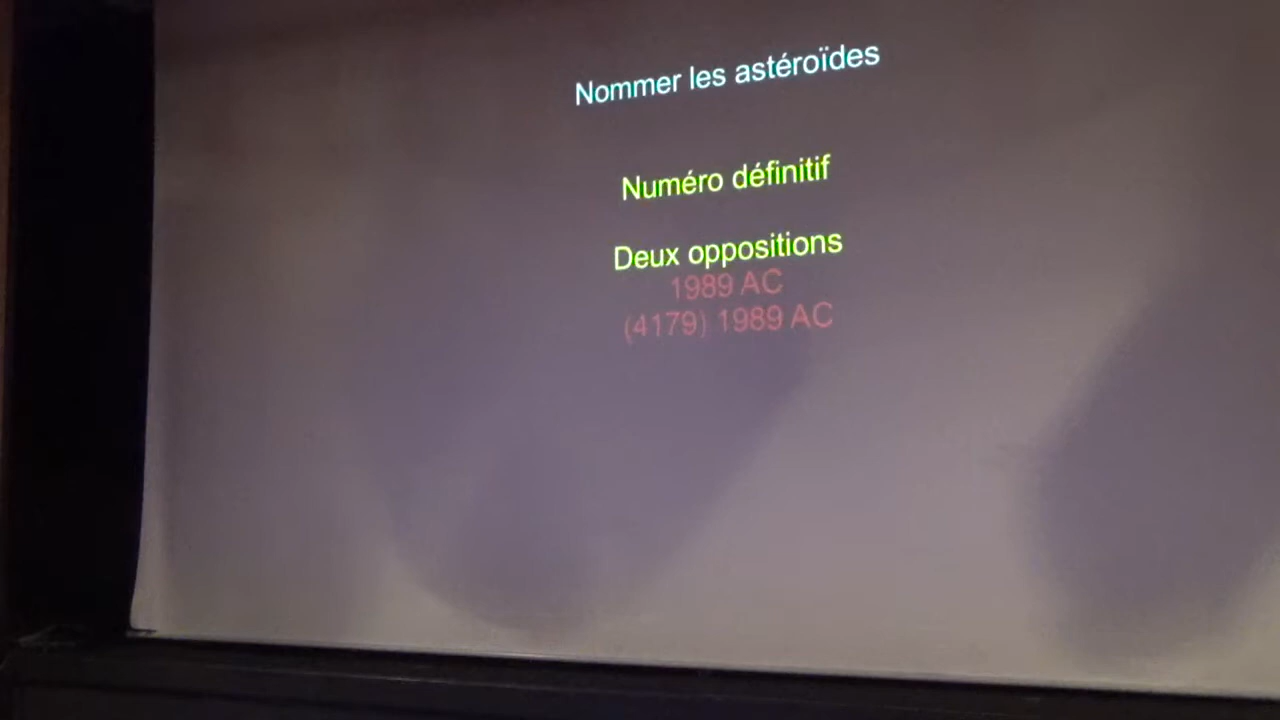 Nommer les astéroïdes
Numéro définitif
Deux oppositions
1989 AC
(4179) 1989 AC